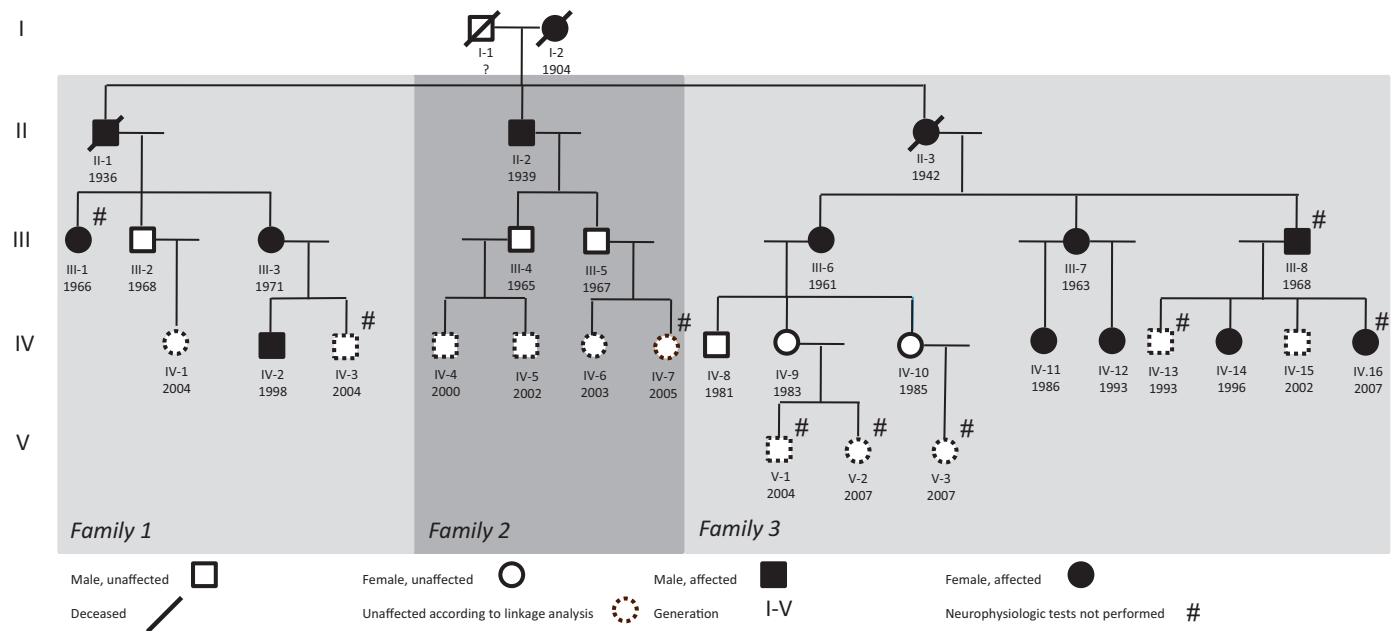 I
I-1 I-2
? 1904
II
II-1 II-2 II-3
1936 1939 1942
# #
III
III-1 III-2 III-3 III-4 III-5 III-6 III-7 III-8
1966 1968 1971 1965 1967 1961 1963 1968
# # # #
IV
IV-1 IV-2 IV-3 IV-4 IV-5 IV-6 IV-7 IV-8 IV-9 IV-10 IV-11 IV-12 IV-13 IV-14 IV-15 IV.16
2004 1998 2004 2000 2002 2003 2005 1981 1983 1985 1986 1993 1993 1996 2002 2007
# # #
V
V-1 V-2 V-3
2004 2007 2007
Family 1 Family 2 Family 3
Male, unaffected Female, unaffected Male, affected Female, affected
Deceased Unaffected according to linkage analysis Generation I-V Neurophysiologic tests not performed #